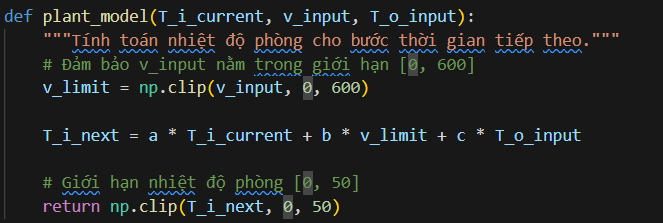 def plant_model(T_i_current, v_input, T_o_input):
"""Tính toán nhiệt độ phòng cho bước thời gian tiếp theo."""
# Đảm bảo v_input nằm trong giới hạn [0, 600]
v_limit = np.clip(v_input, 0, 600)
T_i_next = a * T_i_current + b * v_limit + c * T_o_input
# Giới hạn nhiệt độ phòng [0, 50]
return np.clip(T_i_next, 0, 50)